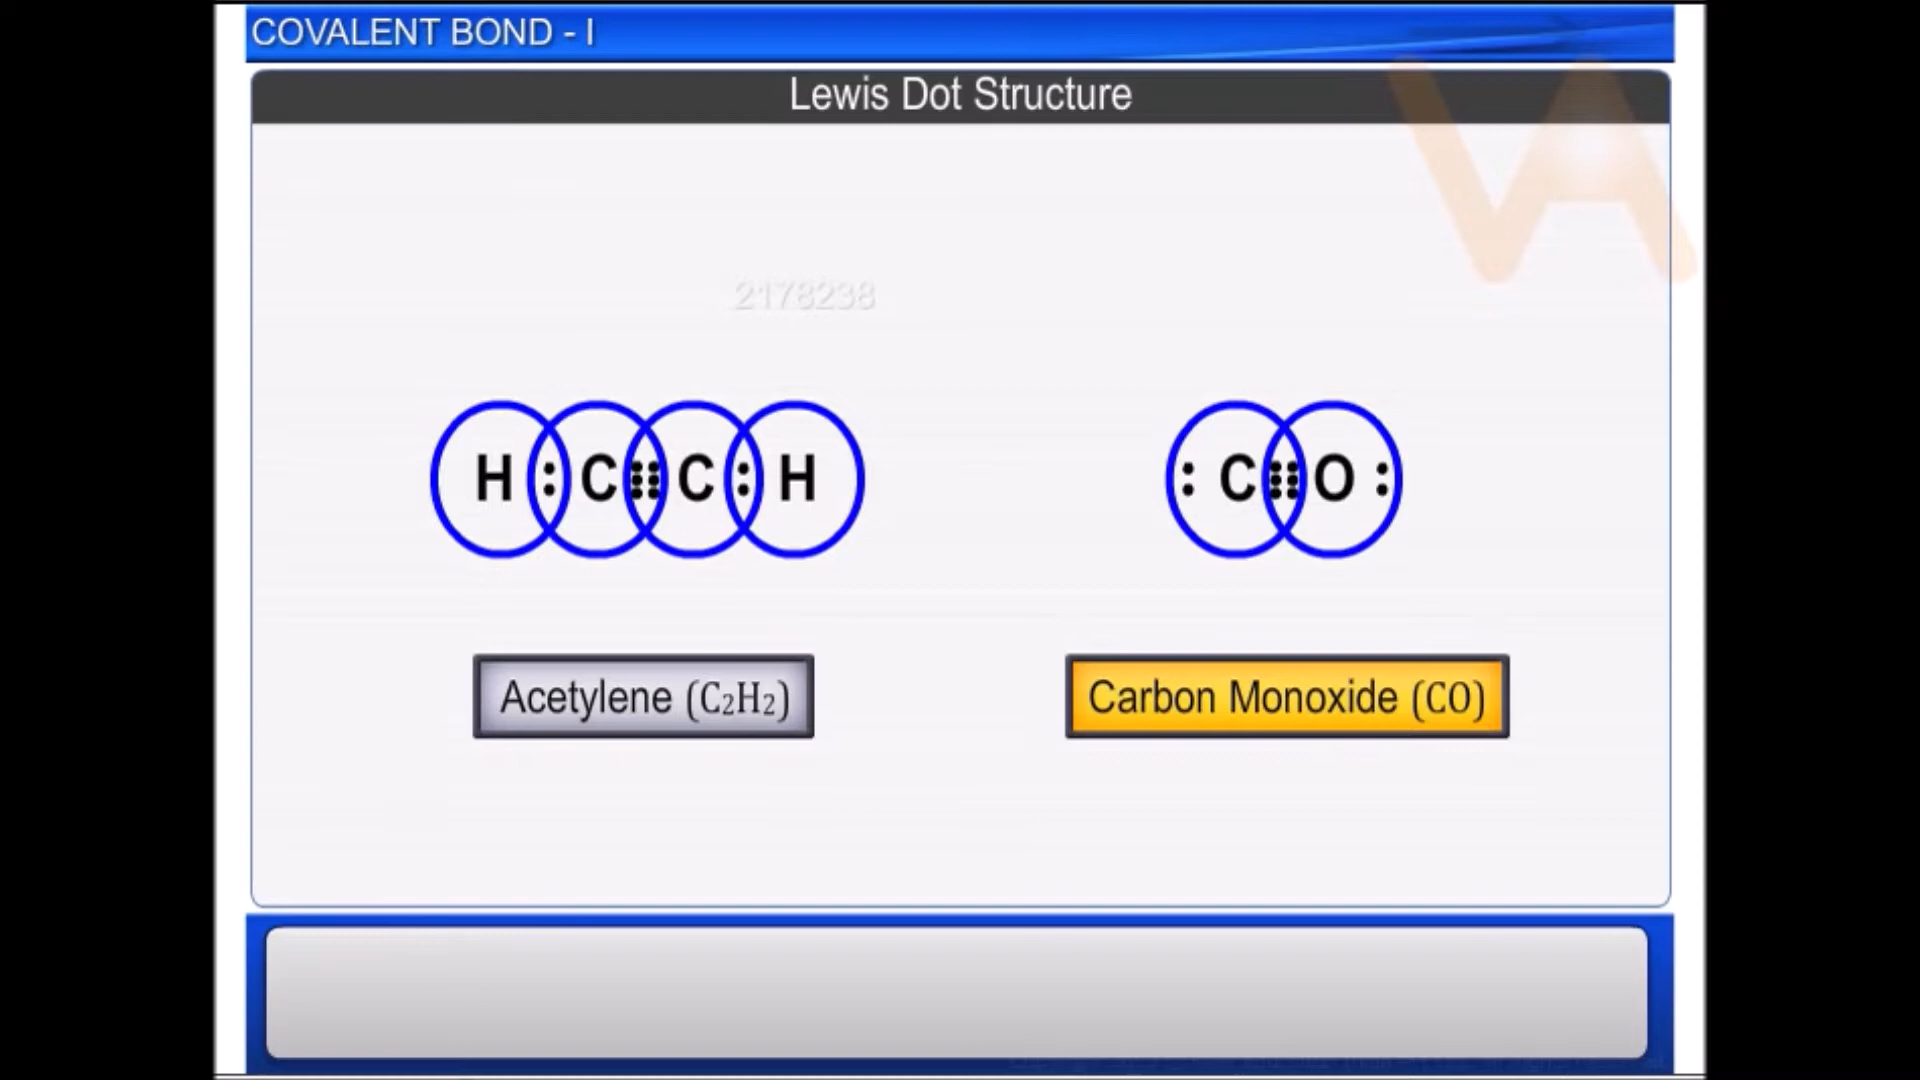 COVALENT BOND - I
Lewis Dot Structure
2178238
H : C ⫶⫶ C : H
: C ⫶⫶ O :
Acetylene (C₂H₂)
Carbon Monoxide (CO)